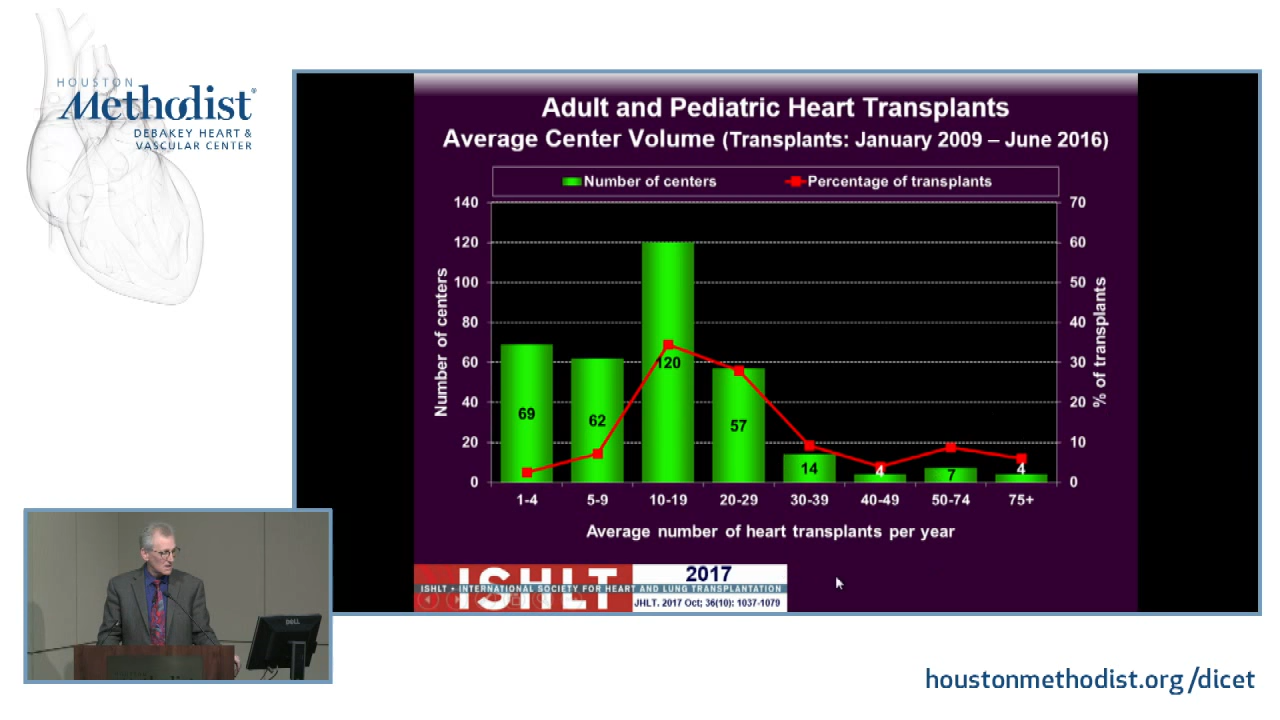 HOUSTON
Methodist®
DEBAKEY HEART &
VASCULAR CENTER
Adult and Pediatric Heart Transplants
Average Center Volume (Transplants: January 2009 – June 2016)
Number of centers
Percentage of transplants
140
120
100
80
60
40
20
0
Number of centers
70
60
50
40
30
20
10
0
% of transplants
69
62
120
57
14
4
7
4
1-4
5-9
10-19
20-29
30-39
40-49
50-74
75+
Average number of heart transplants per year
ISHLT
2017
ISHLT • INTERNATIONAL SOCIETY FOR HEART AND LUNG TRANSPLANTATION
JHLT. 2017 Oct; 36(10): 1037-1079
DELL
houstonmethodist.org/dicet